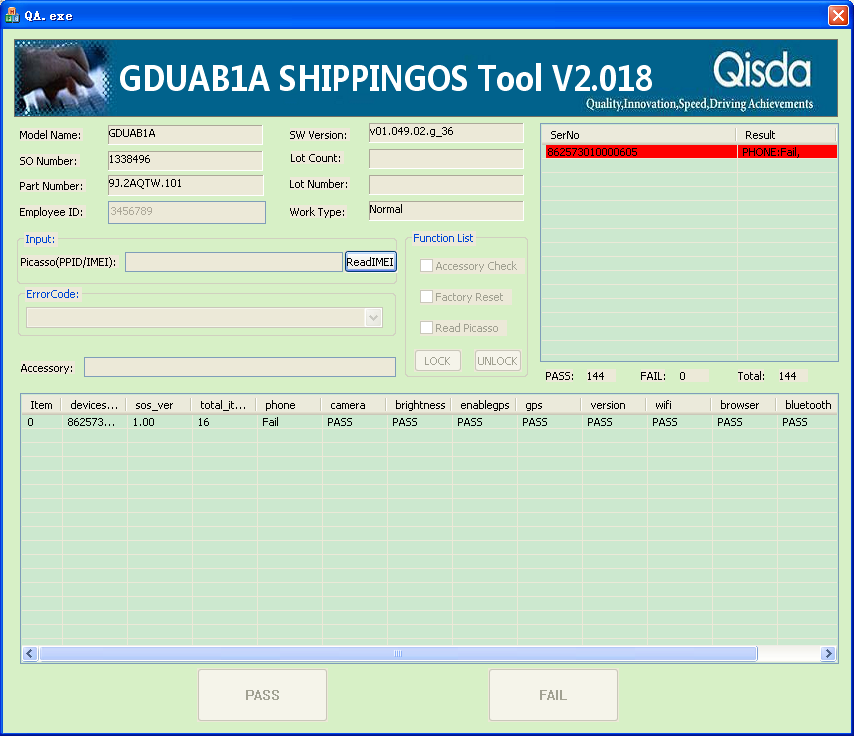 QA.exe
GDUAB1A SHIPPINGOS Tool V2.018
Qisda
Quality,Innovation,Speed,Driving Achievements
Model Name: GDUAB1A SW Version: v01.049.02.g_36
SO Number: 1338496 Lot Count:
Part Number: 9J.2AQTW.101 Lot Number:
Employee ID: 3456789 Work Type: Normal
SerNo Result
862573010000605 PHONE:Fail,
Input:
Picasso(PPID/IMEI): ReadIMEI
ErrorCode:
Accessory:
Function List
Accessory Check
Factory Reset
Read Picasso
LOCK UNLOCK
PASS: 144 FAIL: 0 Total: 144
Item devices... sos_ver total_it... phone camera brightness enablegps gps version wifi browser bluetooth
0 862573... 1.00 16 Fail PASS PASS PASS PASS PASS PASS PASS PASS
PASS FAIL